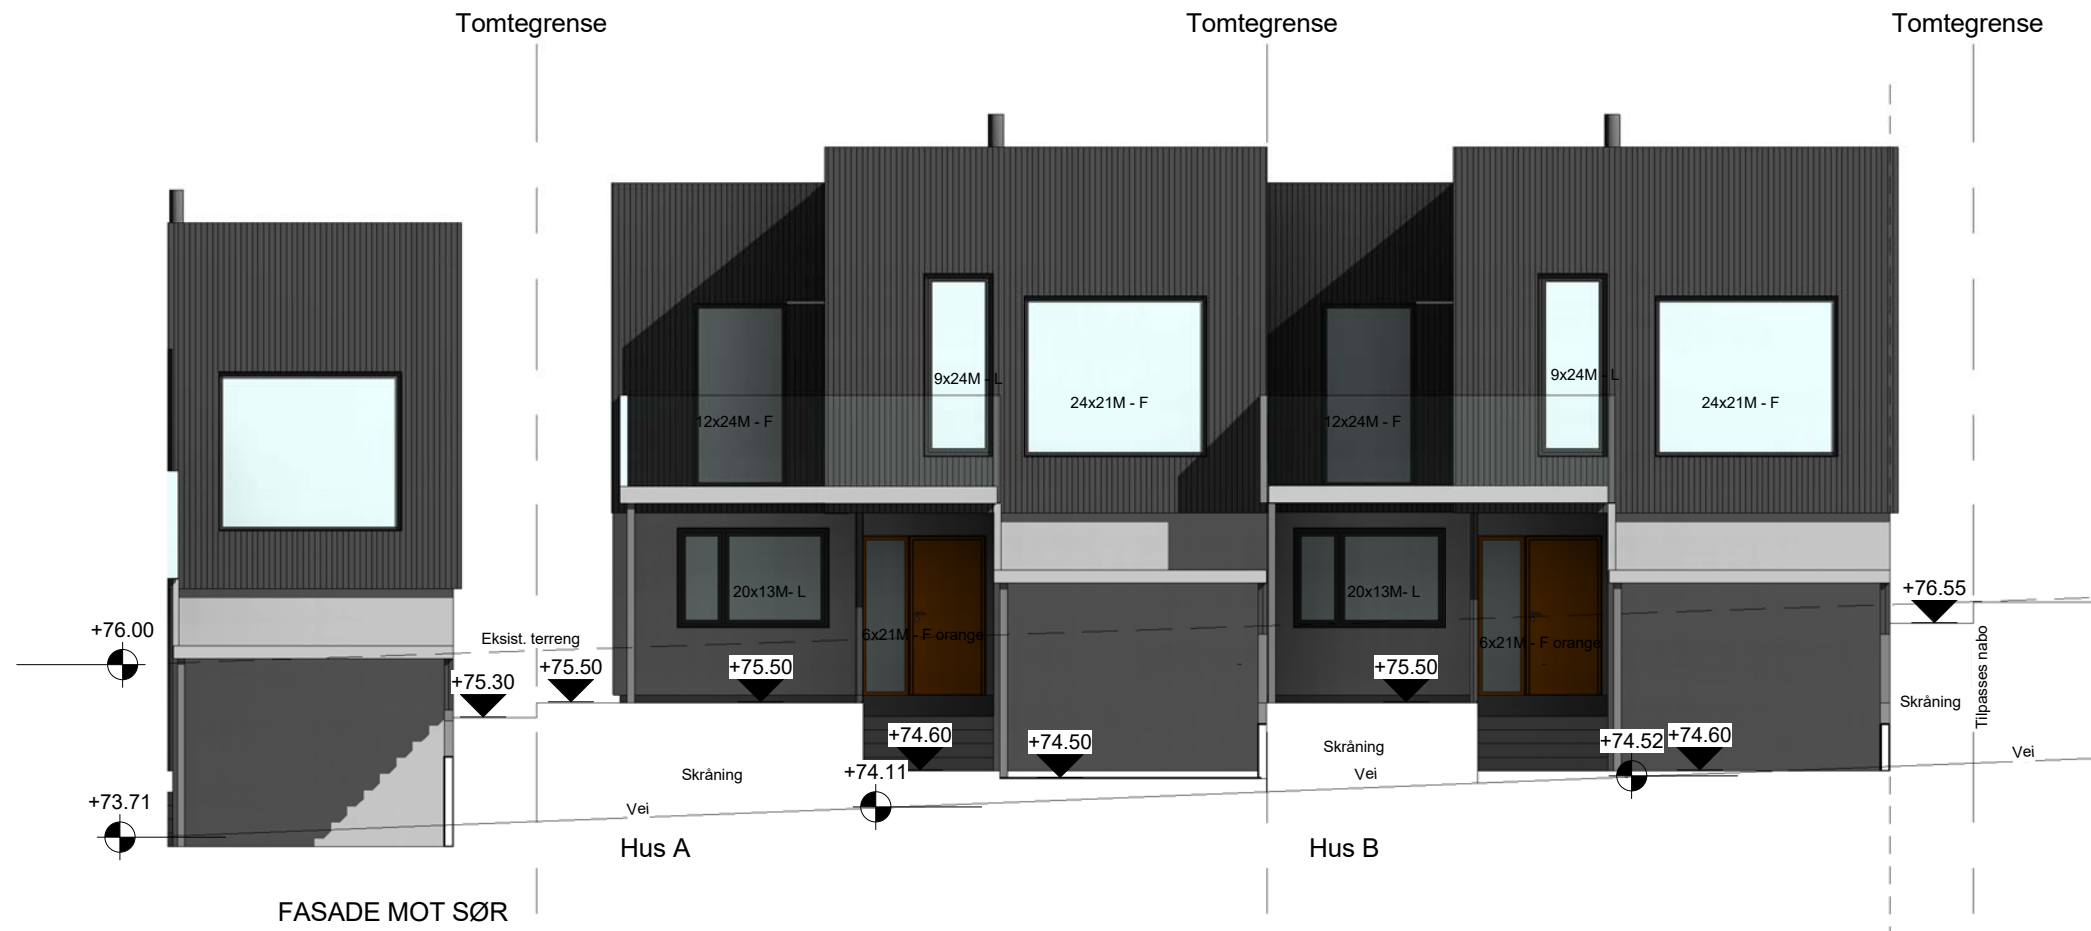 Tomtegrense
Tomtegrense
Tomtegrense
9x24M - L
9x24M - L
24x21M - F
24x21M - F
12x24M - F
12x24M - F
20x13M- L
20x13M- L
+76.55
+76.00
Eksist. terreng
6x21M - F orange
6x21M - F orange
+75.30
+75.50
+75.50
+75.50
Skråning
Tilpasses nabo
+74.60
+74.50
+74.52
+74.60
Skråning
Vei
Skråning
Vei
+74.11
+73.71
Vei
Hus A
Hus B
FASADE MOT SØR